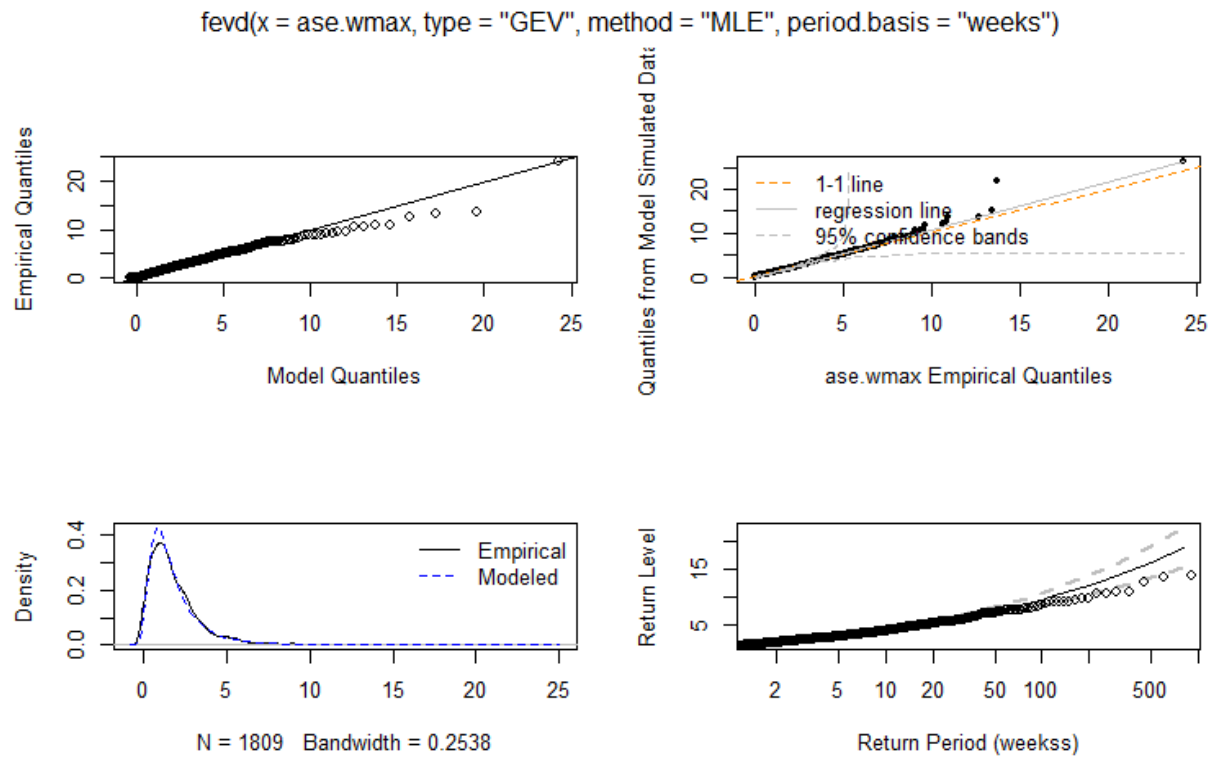 fevd(x = ase.wmax, type = "GEV", method = "MLE", period.basis = "weeks")
Empirical Quantiles
0 10 20
0 5 10 15 20 25
Model Quantiles
Quantiles from Model Simulated Data
0 10 20
1-1 line
regression line
95% confidence bands
0 5 10 15 20 25
ase.wmax Empirical Quantiles
Density
0.0 0.2 0.4
Empirical
Modeled
0 5 10 15 20 25
N = 1809 Bandwidth = 0.2538
Return Level
5 15
2 5 10 20 50 100 500
Return Period (weekss)